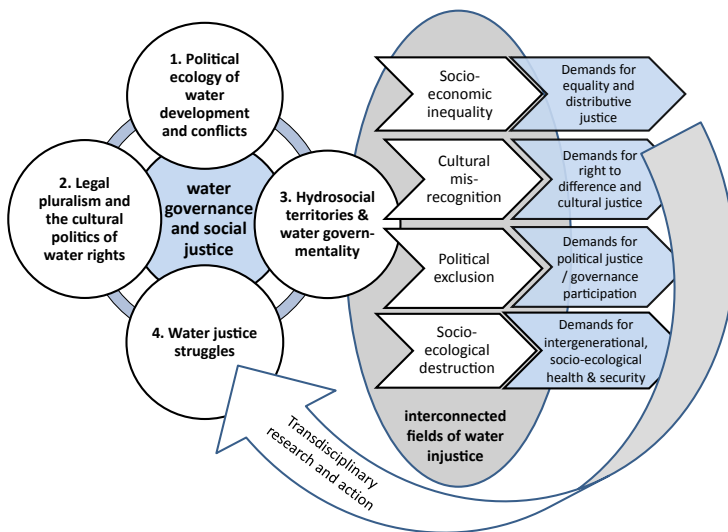 1. Political
ecology of
water
development
and conflicts
2. Legal
pluralism and
the cultural
politics of
water rights
water
governance
and social
justice
3. Hydrosocial
territories &
water govern-
mentality
4. Water justice
struggles
Socio-
economic
inequality
Demands for
equality and
distributive
justice
Cultural
mis-
recognition
Demands for
right to
difference and
cultural justice
Political
exclusion
Demands for
political justice
/ governance
participation
Socio-
ecological
destruction
Demands for
intergenerational,
socio-ecological
health & security
interconnected
fields of water
injustice
Transdisciplinary
research and action